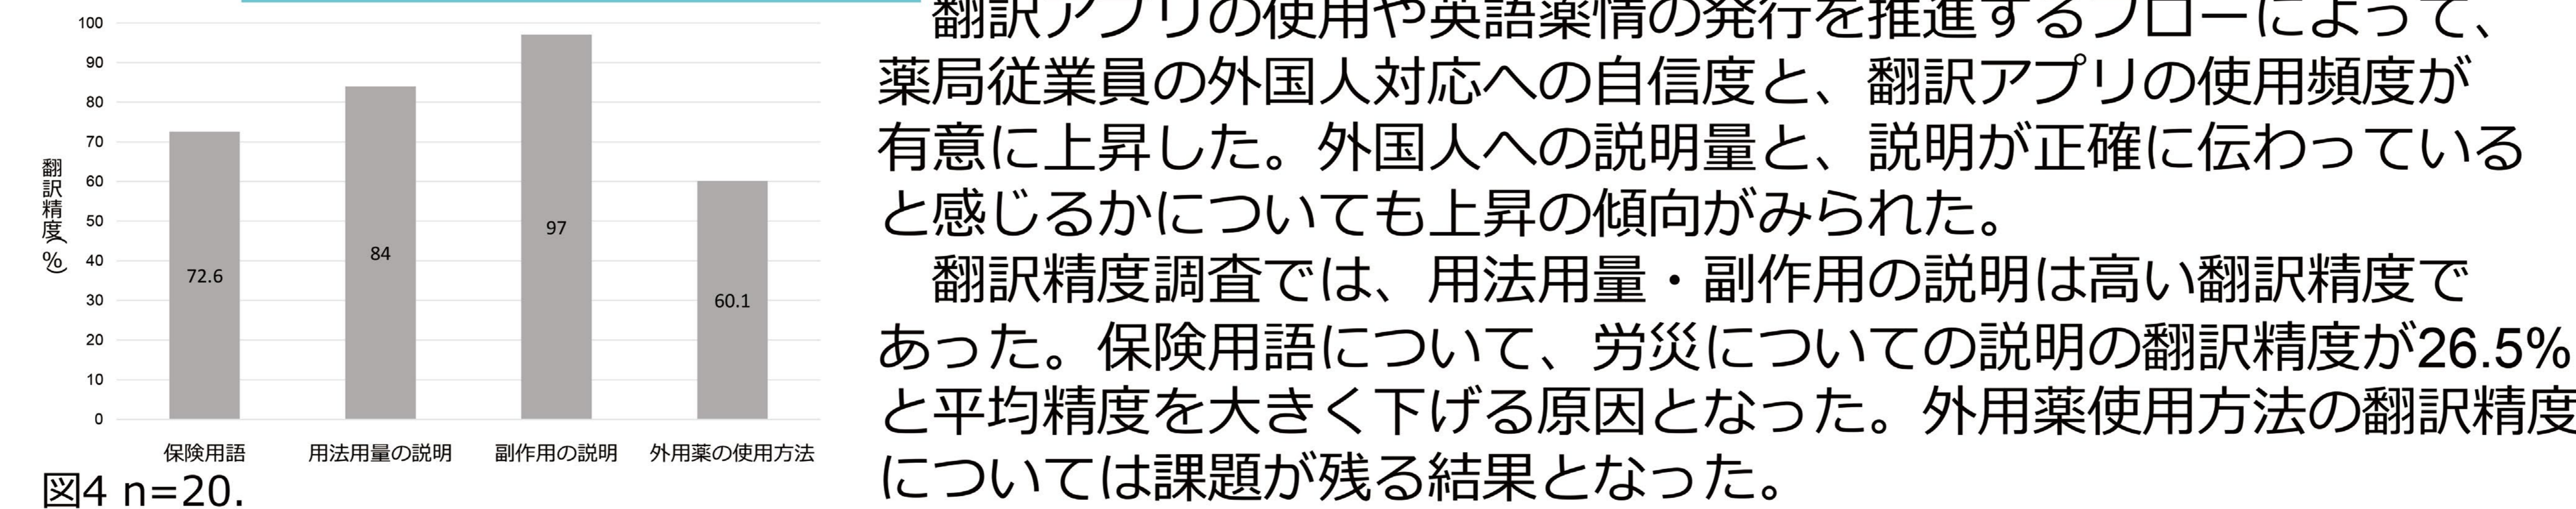 100
90
80
70
60
50
40
30
20
10
0
翻訳精度(%)
72.6
84
97
60.1
保険用語
用法用量の説明
副作用の説明
外用薬の使用方法
図4 n=20.
翻訳アプリの使用や英語薬情の発行を推進するフローによって、
薬局従業員の外国人対応への自信度と、翻訳アプリの使用頻度が
有意に上昇した。外国人への説明量と、説明が正確に伝わっている
と感じるかについても上昇の傾向がみられた。
翻訳精度調査では、用法用量・副作用の説明は高い翻訳精度で
あった。保険用語について、労災についての説明の翻訳精度が26.5%
と平均精度を大きく下げる原因となった。外用薬使用方法の翻訳精度
については課題が残る結果となった。